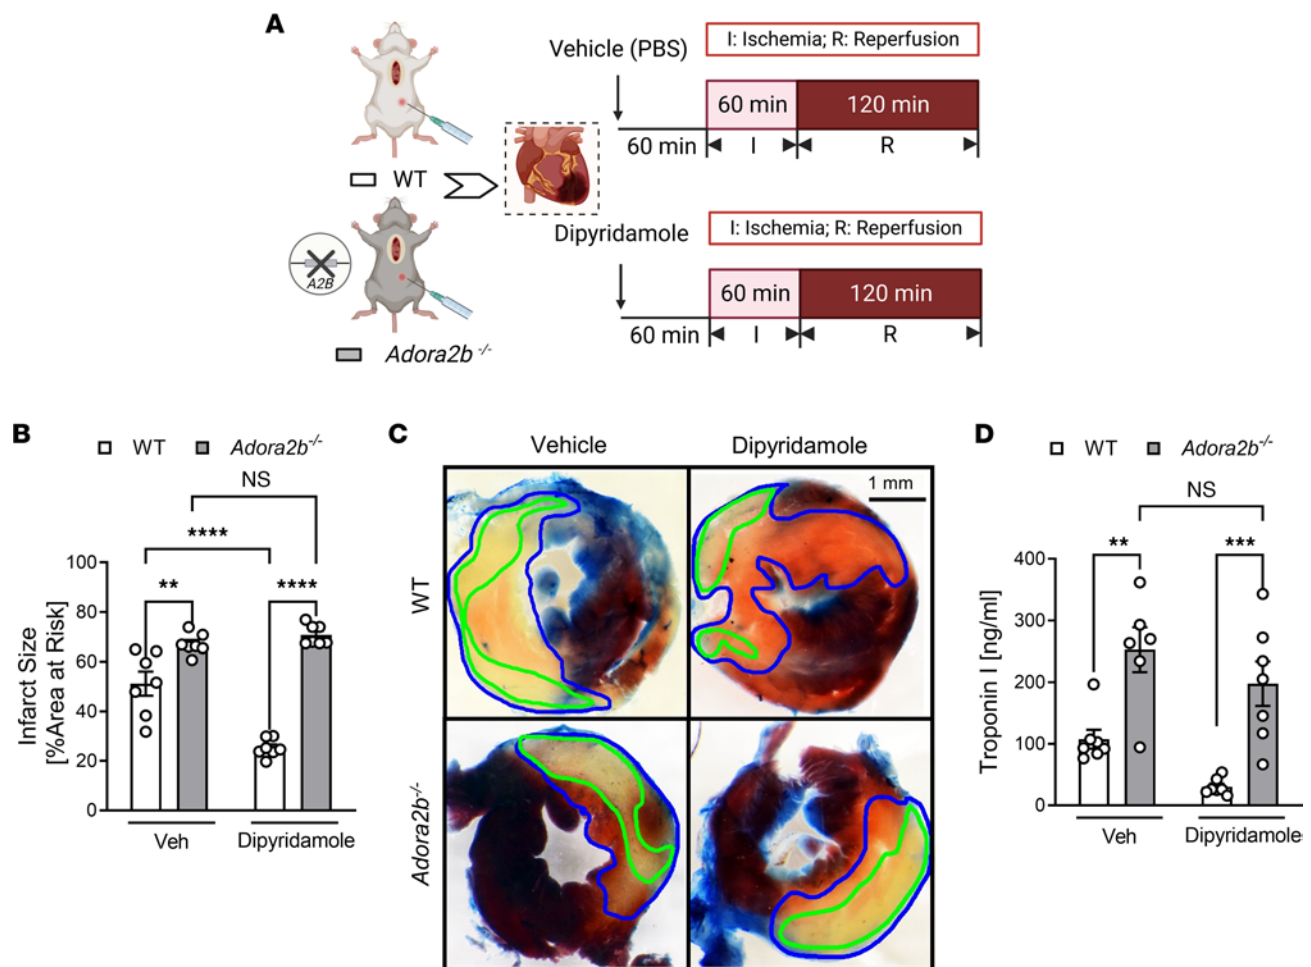 A
Vehicle (PBS)
I: Ischemia; R: Reperfusion
60 min
120 min
60 min
I
R
WT
Dipyridamole
I: Ischemia; R: Reperfusion
A2B
60 min
120 min
60 min
I
R
Adora2b -/-
B
WT
Adora2b-/-
NS
****
**
****
Infarct Size
[%Area at Risk]
100
80
60
40
20
0
Veh
Dipyridamole
C
Vehicle
Dipyridamole
1 mm
WT
Adora2b-/-
D
WT
Adora2b-/-
NS
**
***
Troponin I [ng/ml]
400
300
200
100
0
Veh
Dipyridamole